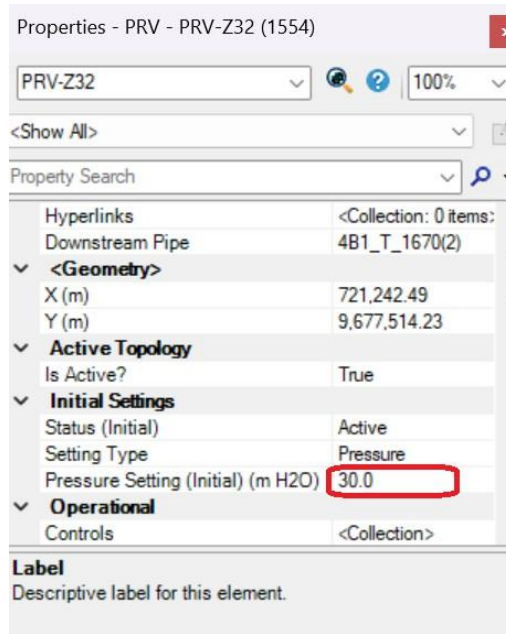 Properties - PRV - PRV-Z32 (1554)
PRV-Z32 100%
<Show All>
Property Search
Hyperlinks <Collection: 0 items>
Downstream Pipe 4B1_T_1670(2)
<Geometry>
X (m) 721,242.49
Y (m) 9,677,514.23
Active Topology
Is Active? True
Initial Settings
Status (Initial) Active
Setting Type Pressure
Pressure Setting (Initial) (m H2O) 30.0
Operational
Controls <Collection>
Label
Descriptive label for this element.